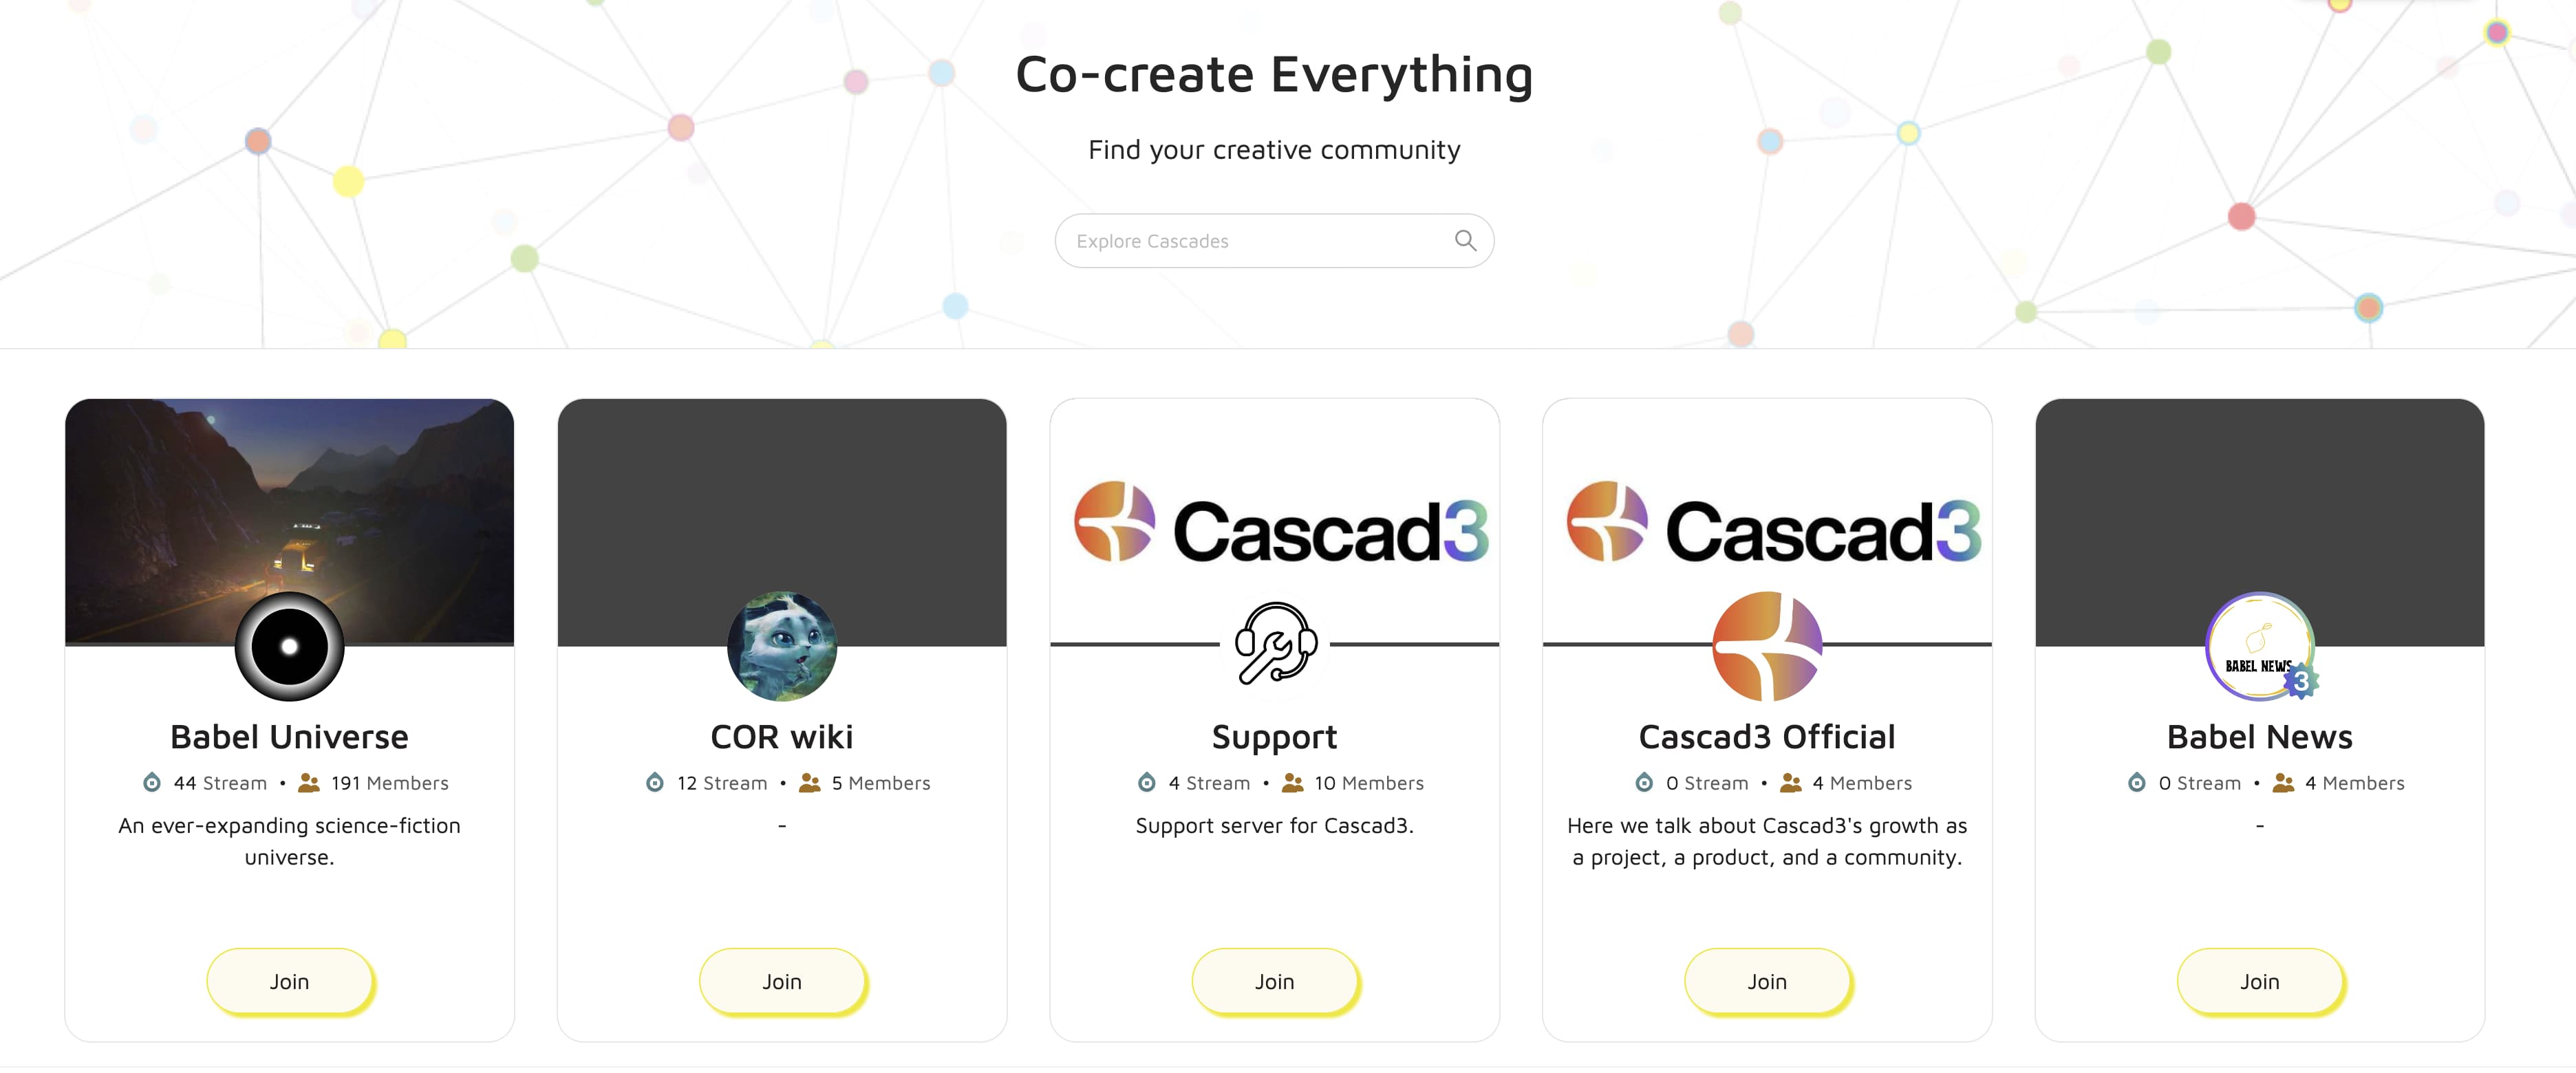 Co-create Everything
Find your creative community
Explore Cascades
Cascad3
Cascad3
BABEL NEWS
3
Babel Universe
COR wiki
Support
Cascad3 Official
Babel News
44 Stream • 191 Members
12 Stream • 5 Members
4 Stream • 10 Members
0 Stream • 4 Members
0 Stream • 4 Members
An ever-expanding science-fiction
universe.
-
Support server for Cascad3.
Here we talk about Cascad3's growth as
a project, a product, and a community.
-
Join
Join
Join
Join
Join